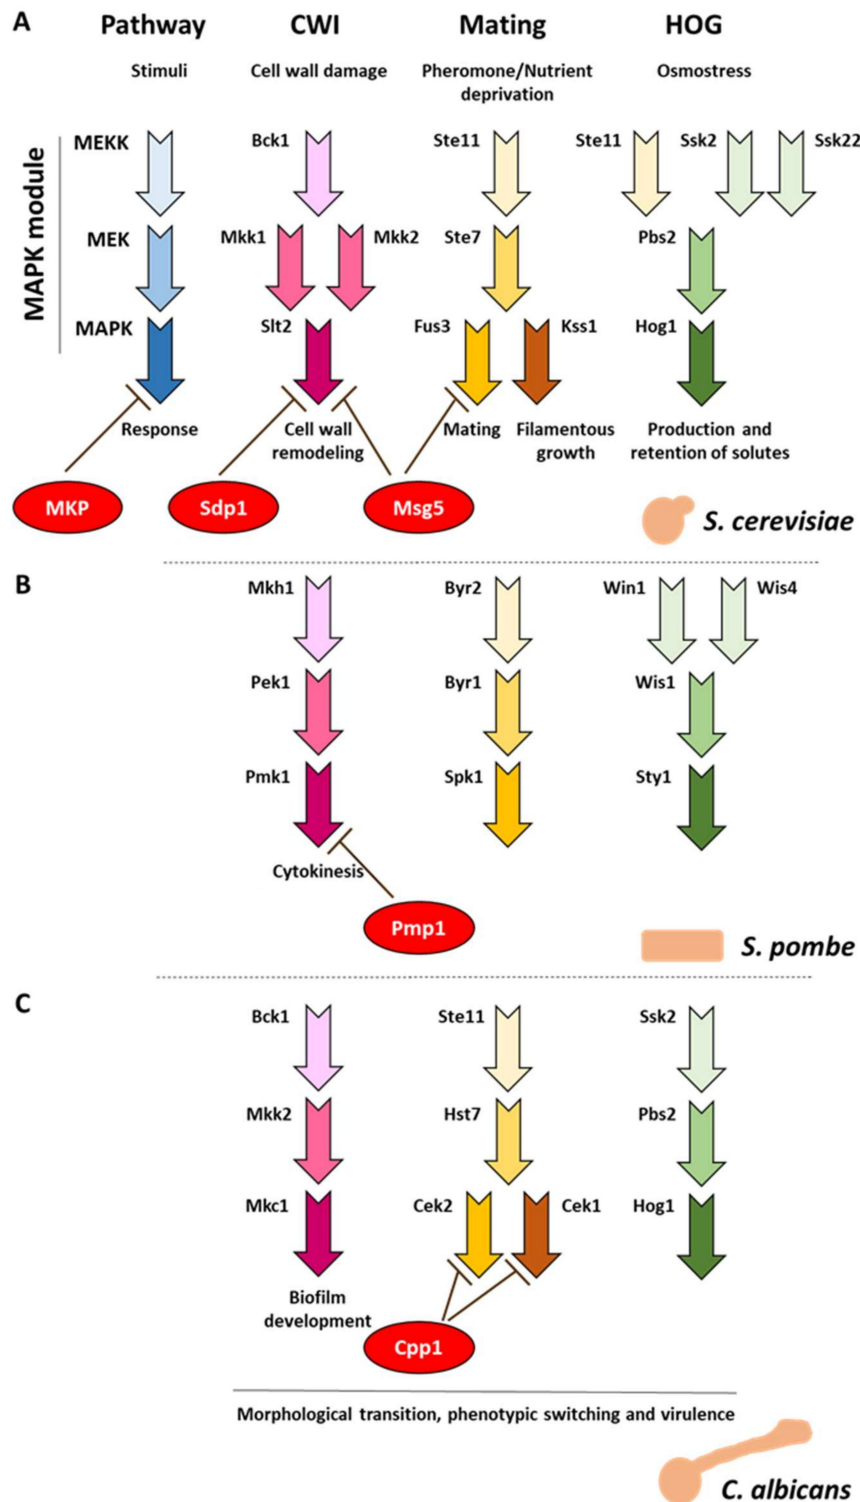 A
Pathway CWI Mating HOG
Stimuli Cell wall damage Pheromone/Nutrient Osmostress
deprivation
MAPK module
MEKK Bck1 Ste11 Ste11 Ssk2 Ssk22
MEK Mkk1 Mkk2 Ste7 Pbs2
MAPK Slt2 Fus3 Kss1 Hog1
Response Cell wall Mating Filamentous Production and
remodeling growth retention of solutes
MKP Sdp1 Msg5
S. cerevisiae
B
Mkh1 Byr2 Win1 Wis4
Pek1 Byr1 Wis1
Pmk1 Spk1 Sty1
Cytokinesis
Pmp1
S. pombe
C
Bck1 Ste11 Ssk2
Mkk2 Hst7 Pbs2
Mkc1 Cek2 Cek1 Hog1
Biofilm
development
Cpp1
Morphological transition, phenotypic switching and virulence
C. albicans